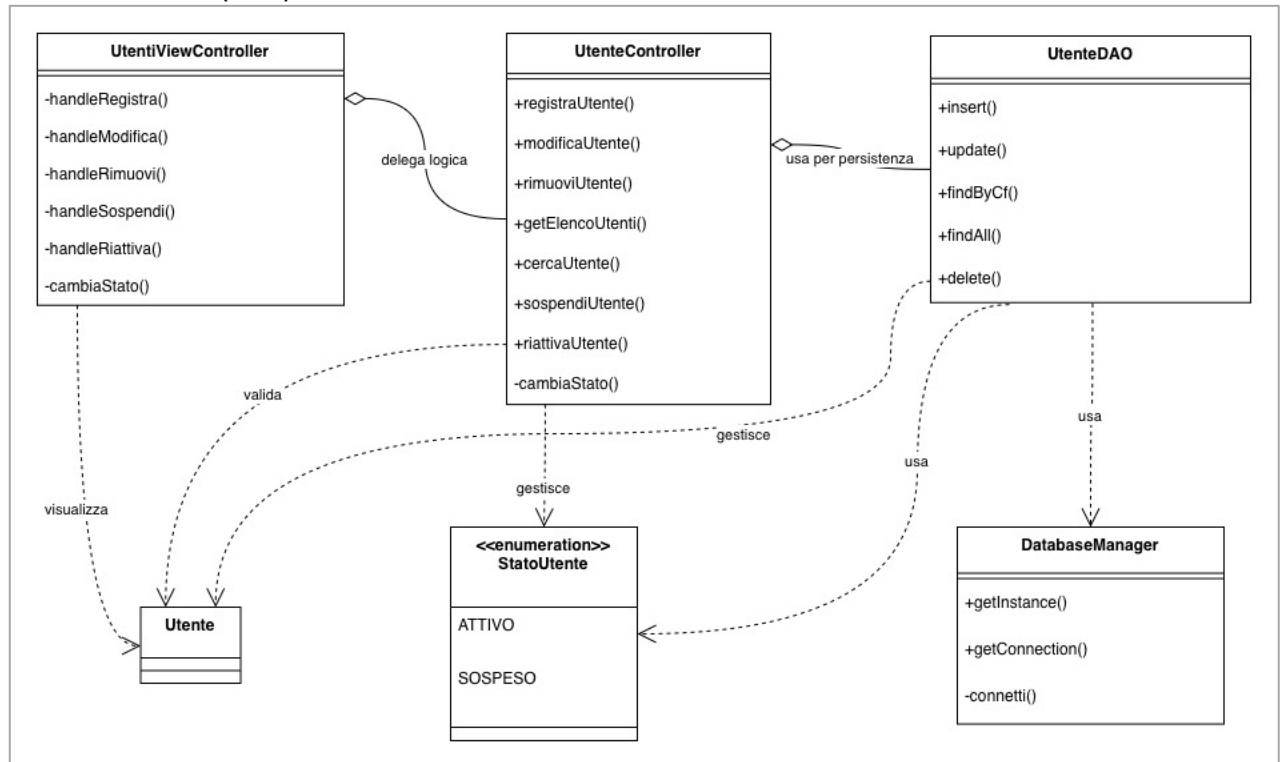 UtentiViewController
-handleRegistra()
-handleModifica()
-handleRimuovi()
-handleSospendi()
-handleRiattiva()
-cambiaStato()
delega logica
UtenteController
+registraUtente()
+modificaUtente()
+rimuoviUtente()
+getElencoUtenti()
+cercaUtente()
+sospendiUtente()
+riattivaUtente()
-cambiaStato()
usa per persistenza
UtenteDAO
+insert()
+update()
+findByCf()
+findAll()
+delete()
valida
gestisce
usa
usa
visualizza
gestisce
Utente
<<enumeration>>
StatoUtente
ATTIVO
SOSPESO
DatabaseManager
+getInstance()
+getConnection()
-connetti()